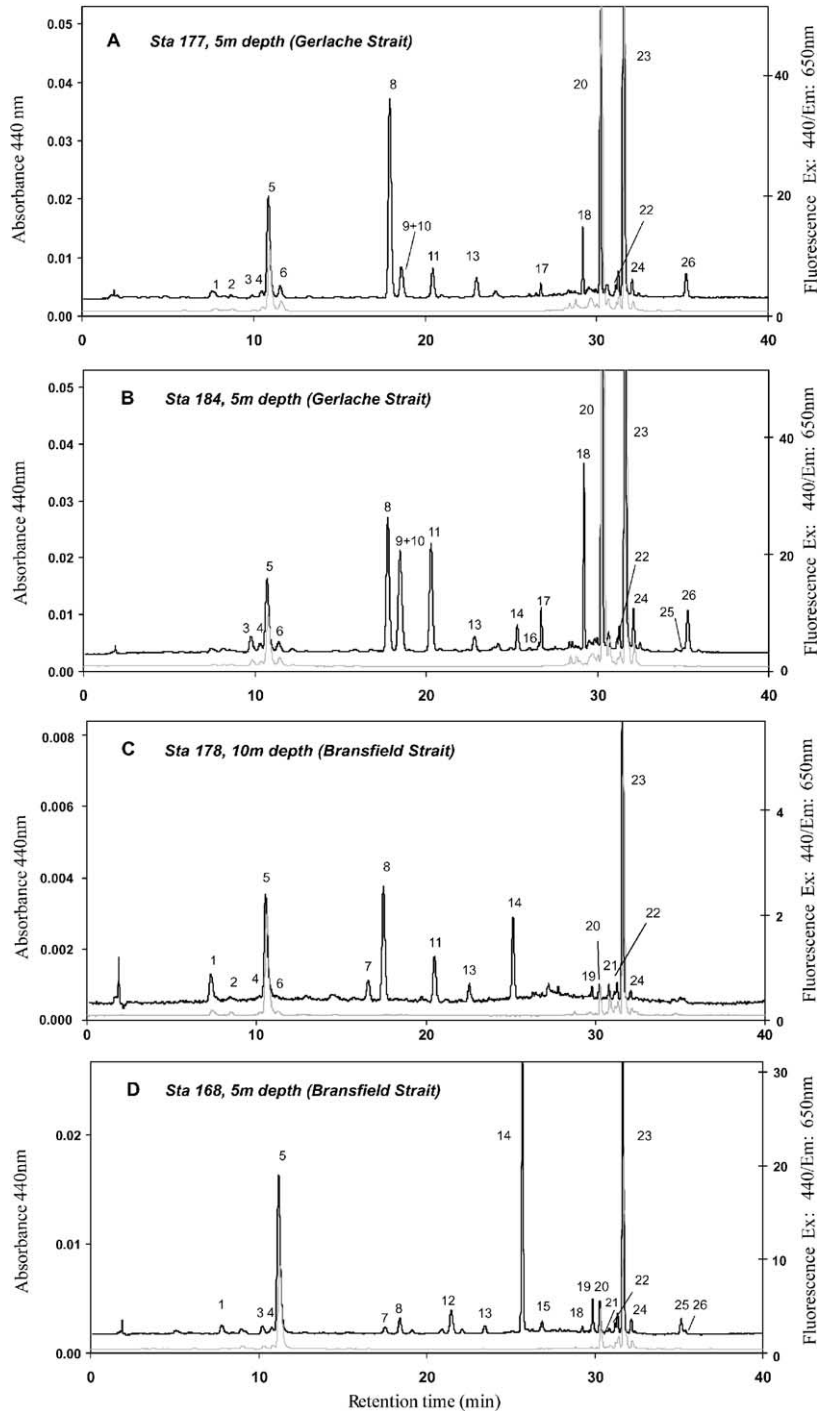 A Sta 177, 5m depth (Gerlache Strait)
Absorbance 440 nm
Fluorescence Ex: 440/Em: 650nm
0.05
0.04
0.03
0.02
0.01
0.00
40
20
0
0 10 20 30 40
1 2 3 4 5 6 8 9+10 11 13 17 18 20 22 23 24 26
B Sta 184, 5m depth (Gerlache Strait)
Absorbance 440nm
Fluorescence Ex: 440/Em: 650nm
0.05
0.04
0.03
0.02
0.01
0.00
40
20
0
0 10 20 30 40
3 4 5 6 8 9+10 11 13 14 16 17 18 20 22 23 24 25 26
C Sta 178, 10m depth (Bransfield Strait)
Absorbance 440nm
Fluorescence Ex: 440/Em: 650nm
0.008
0.006
0.004
0.002
0.000
4
2
0
0 10 20 30 40
1 2 4 5 6 7 8 11 13 14 19 20 21 22 23 24
D Sta 168, 5m depth (Bransfield Strait)
Absorbance 440nm
Fluorescence Ex: 440/Em: 650nm
0.02
0.01
0.00
30
20
10
0
0 10 20 30 40
1 3 4 5 7 8 12 13 14 15 18 19 20 21 22 23 24 25 26
Retention time (min)